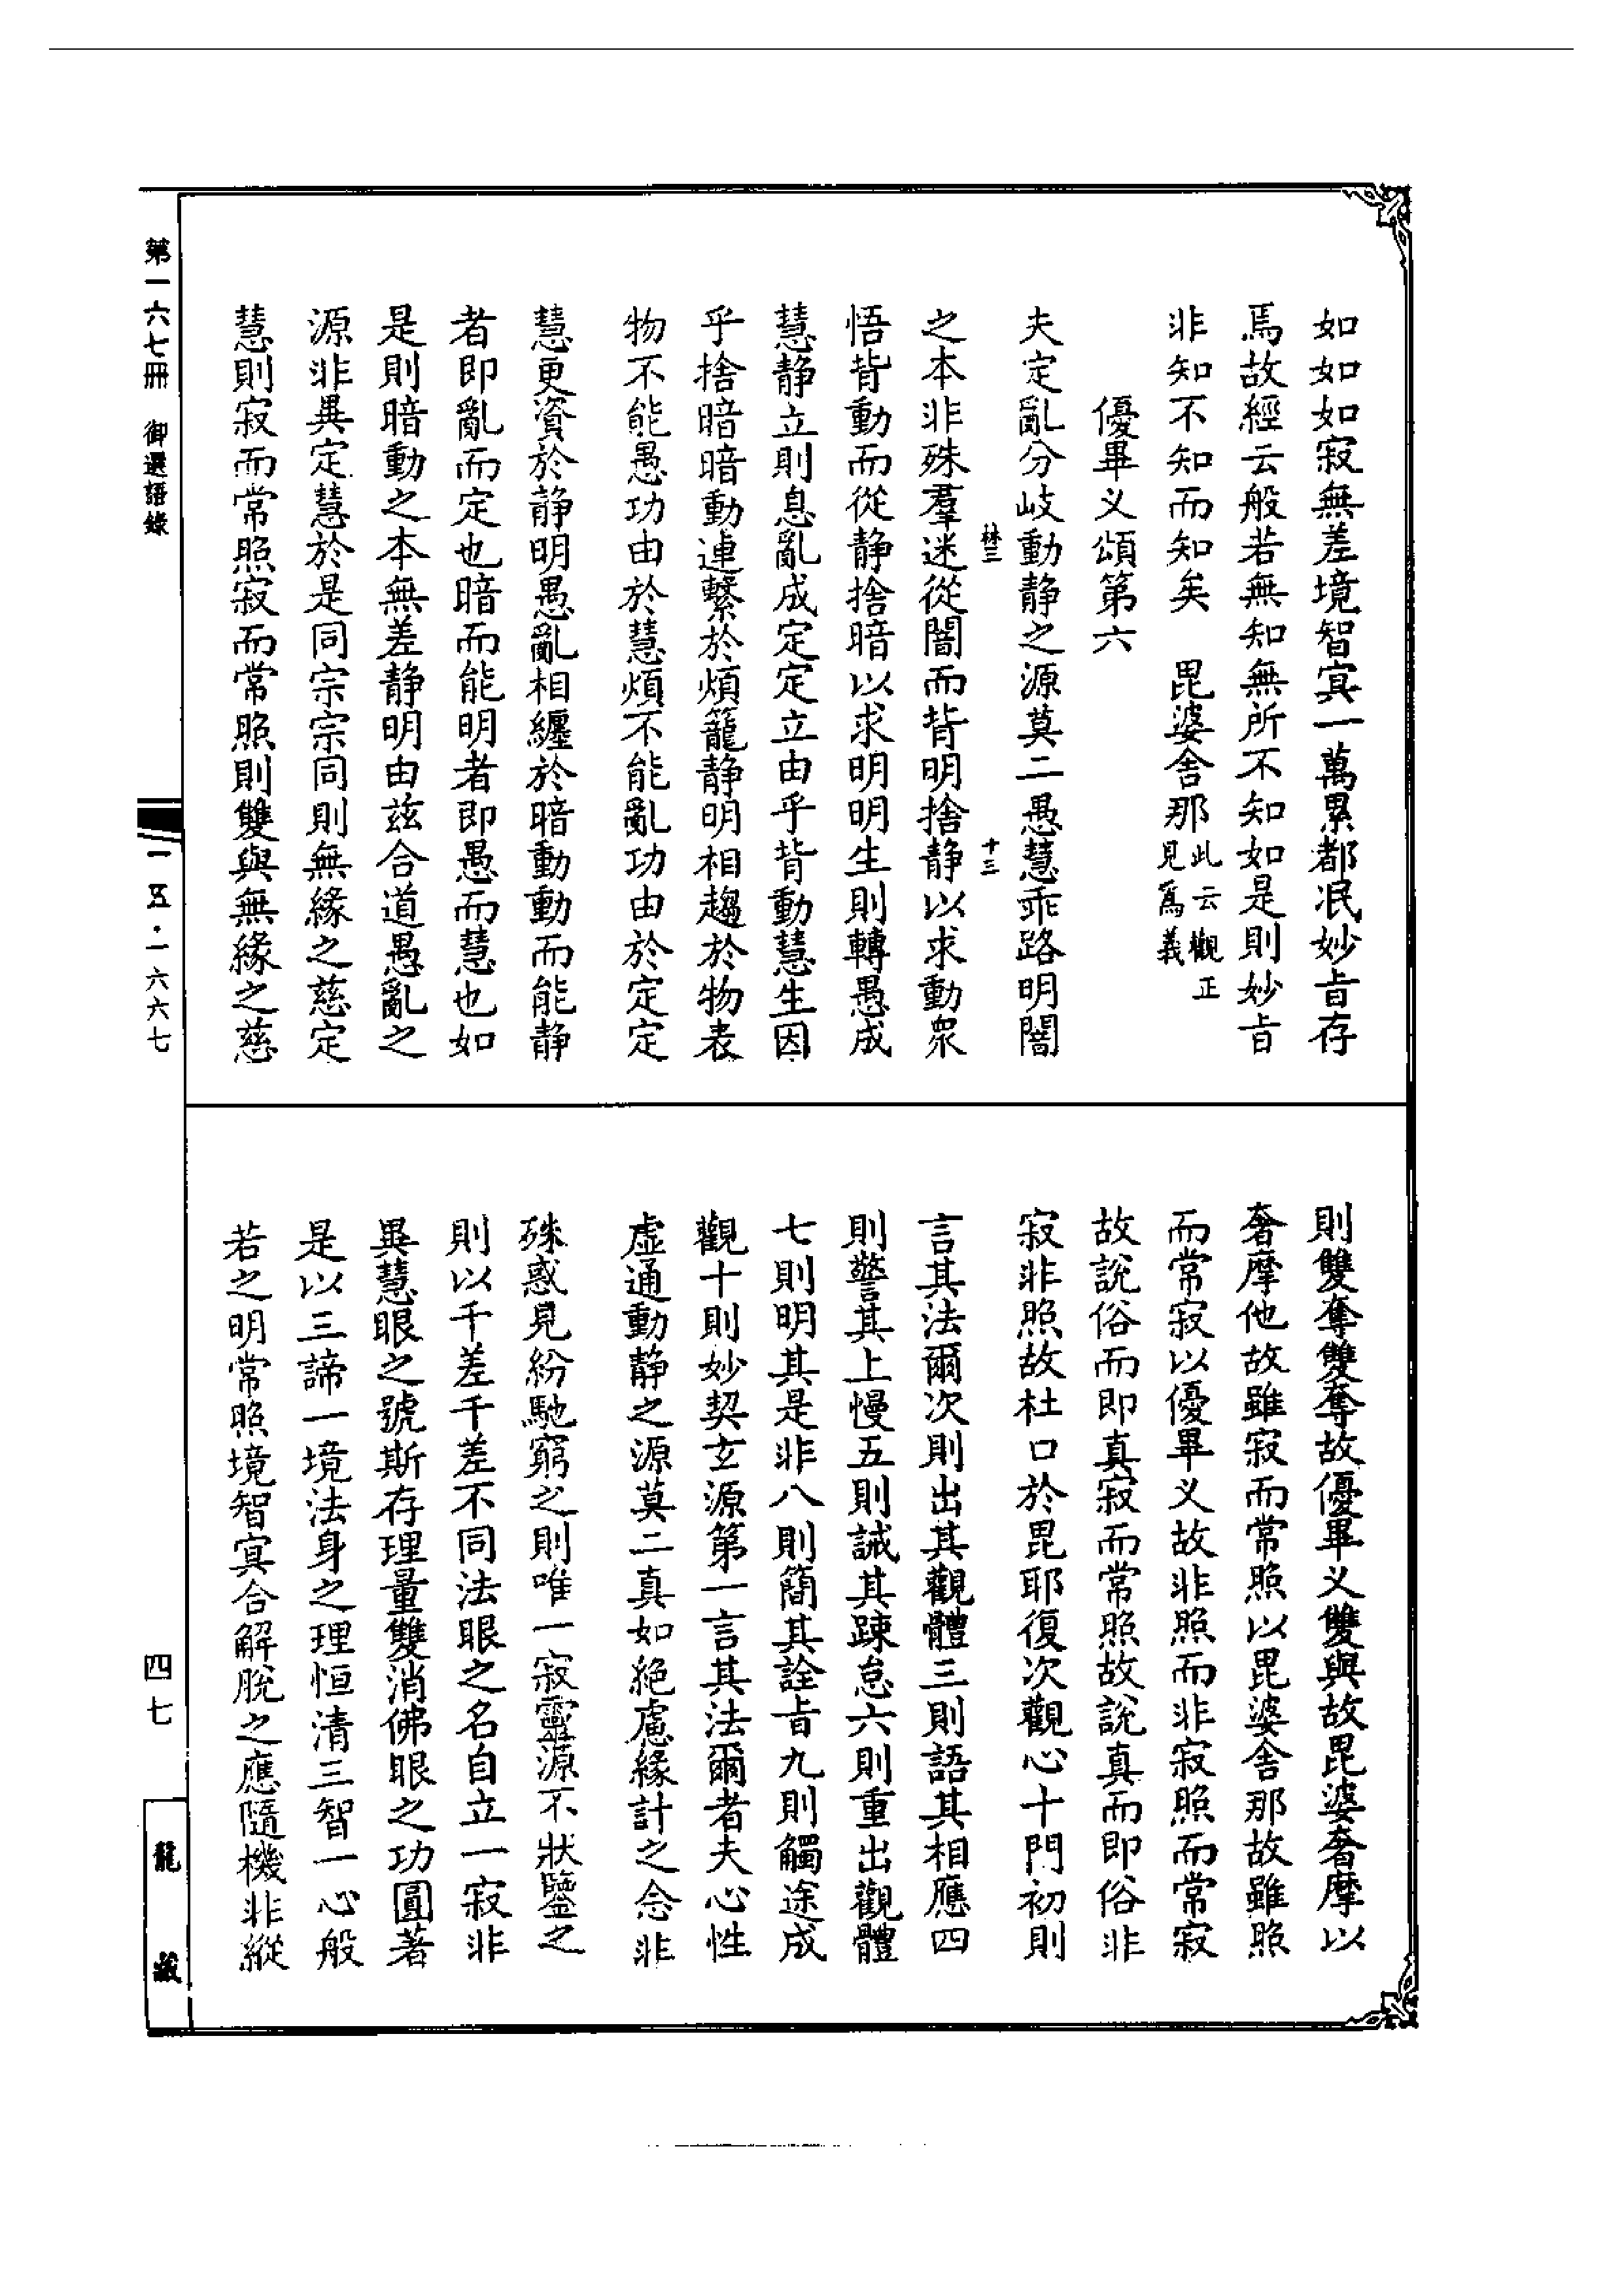 如如如寂無差境智冥一萬累都泯妙旨存
焉故經云般若無知無所不知如是則妙旨
非知不知而知矣　毘婆舍那此云觀正見爲義
優畢义頌第六
夫定亂分岐動静之源莫二愚慧乖路明闇
林三　十三
之本非殊羣迷從闇而背明捨静以求動衆
悟背動而從静捨暗以求明明生則轉愚成
慧静立則息亂成定定立由乎背動慧生因
乎捨暗暗動連繫於煩籠静明相趨於物表
物不能愚功由於慧煩不能亂功由於定定
慧更資於静明愚亂相纏於暗動動而能静
者即亂而定也暗而能明者即愚而慧也如
是則暗動之本無差静明由兹合道愚亂之
源非異定慧於是同宗宗同則無緣之慈定
慧則寂而常照寂而常照則雙與無緣之慈
則雙奪雙奪故優畢义雙與故毘婆奢摩以
奢摩他故雖寂而常照以毘婆舍那故雖照
而常寂以優畢义故非照而非寂照而常寂
故說俗而即真寂而常照故說真而即俗非
寂非照故杜口於毘耶復次觀心十門初則
言其法爾次則出其觀體三則語其相應四
則警其上慢五則誡其踈怠六則重出觀體
七則明其是非八則簡其詮旨九則觸途成
觀十則妙契玄源第一言其法爾者夫心性
虛通動静之源莫二真如絕慮緣計之念非
殊惑見紛馳窮之則唯一寂靈源不狀鑒之
則以千差千差不同法眼之名自立一寂非
異慧眼之號斯存理量雙消佛眼之功圓著
是以三諦一境法身之理恒清三智一心般
若之明常照境智冥合解脫之應隨機非縱
第一六七冊　御選語錄
一五·一六六七
四七
龍藏